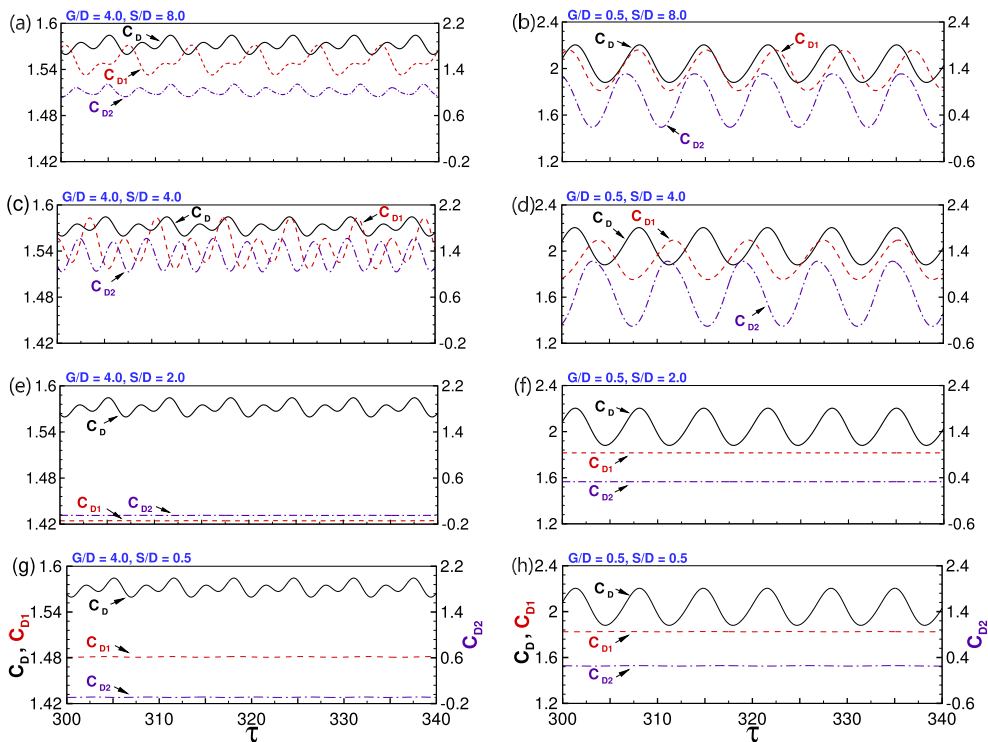 (a) G/D = 4.0, S/D = 8.0
1.6 2.2
C_D
1.54 1.4
C_D1
C_D2
1.48 0.6
1.42 -0.2
(b) G/D = 0.5, S/D = 8.0
2.4 2.4
C_D C_D1
2 1.4
1.6 0.4
C_D2
1.2 -0.6
(c) G/D = 4.0, S/D = 4.0
1.6 2.2
C_D C_D1
1.54 1.4
C_D2
1.48 0.6
1.42 -0.2
(d) G/D = 0.5, S/D = 4.0
2.4 2.4
C_D C_D1
2 1.4
1.6 0.4
C_D2
1.2 -0.6
(e) G/D = 4.0, S/D = 2.0
1.6 2.2
C_D
1.54 1.4
1.48 0.6
C_D1 C_D2
1.42 -0.2
(f) G/D = 0.5, S/D = 2.0
2.4 2.4
C_D
2 1.4
C_D1
1.6 0.4
C_D2
1.2 -0.6
(g) G/D = 4.0, S/D = 0.5
1.6 2.2
C_D
1.54 1.4
C_D1
1.48 0.6
C_D2
1.42 -0.2
300 310 320 330 340
τ
C_D, C_D1
C_D2
(h) G/D = 0.5, S/D = 0.5
2.4 2.4
C_D
2 1.4
C_D1
1.6 0.4
C_D2
1.2 -0.6
300 310 320 330 340
τ
C_D, C_D1
C_D2